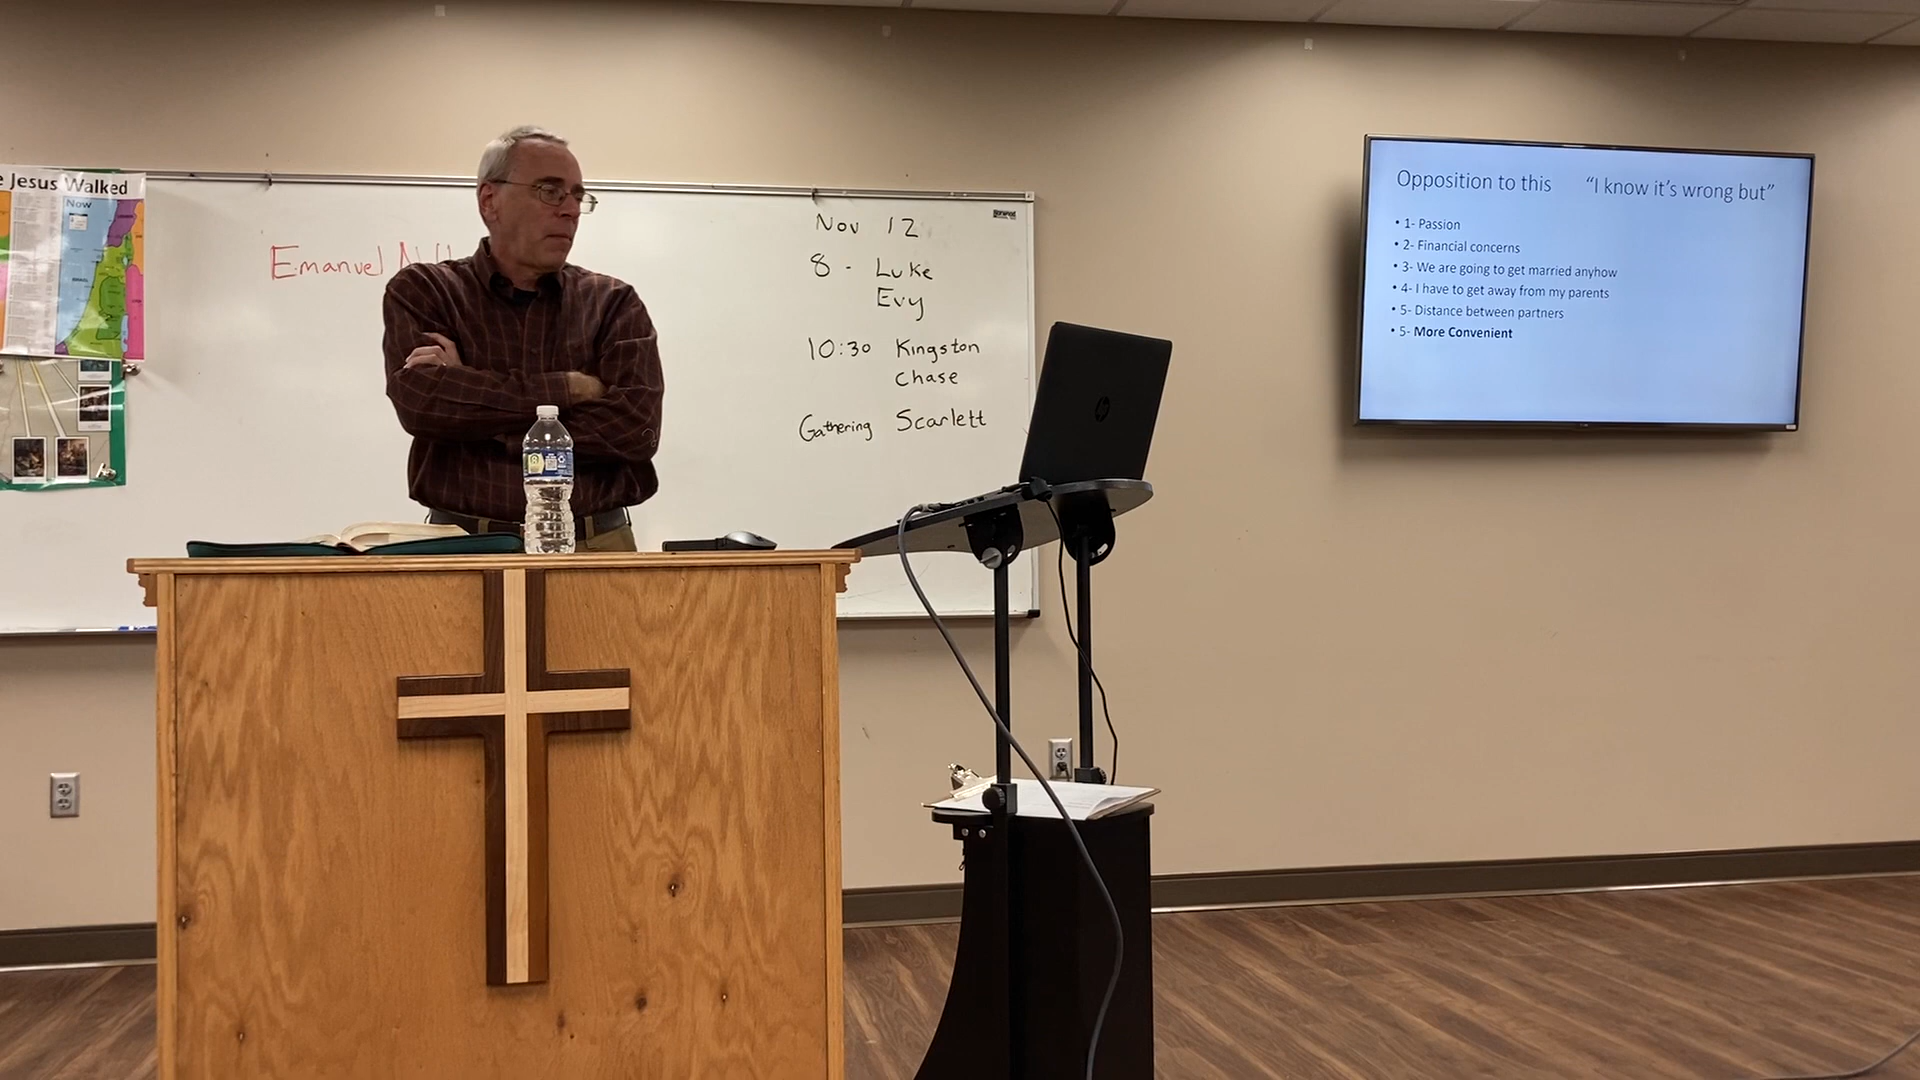 e Jesus Walked
Now
Emanuel
Nov 12
8 - Luke
Evy
10:30 Kingston
Chase
Gathering Scarlett
Opposition to this "I know it's wrong but"
• 1- Passion
• 2- Financial concerns
• 3- We are going to get married anyhow
• 4- I have to get away from my parents
• 5- Distance between partners
• 5- More Convenient
hp